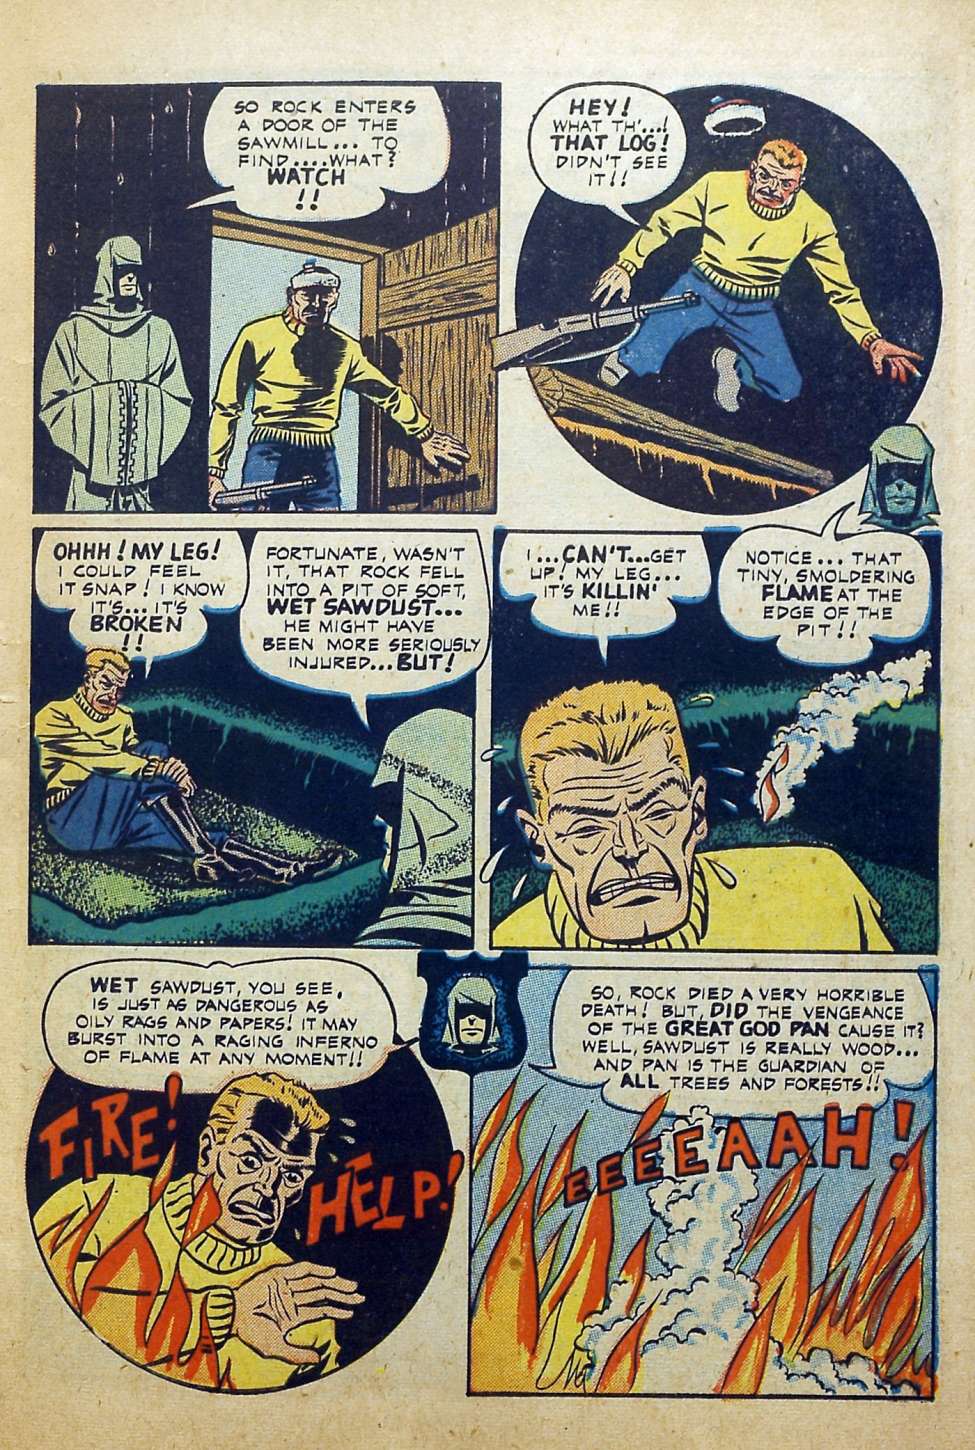 SO ROCK ENTERS
A DOOR OF THE
SAWMILL... TO
FIND....WHAT?
WATCH
!!
HEY!
WHAT TH'...!
THAT LOG!
DIDN'T SEE
IT!!
OHHH! MY LEG!
I COULD FEEL
IT SNAP! I KNOW
IT'S... IT'S
BROKEN
!!
FORTUNATE, WASN'T
IT, THAT ROCK FELL
INTO A PIT OF SOFT,
WET SAWDUST...
HE MIGHT HAVE
BEEN MORE SERIOUSLY
INJURED...BUT!
I...CAN'T...GET
UP! MY LEG...
IT'S KILLIN'
ME!!
NOTICE... THAT
TINY, SMOLDERING
FLAME AT THE
EDGE OF THE
PIT!!
WET SAWDUST, YOU SEE,
IS JUST AS DANGEROUS AS
OILY RAGS AND PAPERS! IT MAY
BURST INTO A RAGING INFERNO
OF FLAME AT ANY MOMENT!!
FIRE!
HELP!
SO, ROCK DIED A VERY HORRIBLE
DEATH! BUT, DID THE VENGEANCE
OF THE GREAT GOD PAN CAUSE IT?
WELL, SAWDUST IS REALLY WOOD...
AND PAN IS THE GUARDIAN OF
ALL TREES AND FORESTS!!
EEÉEAAH!